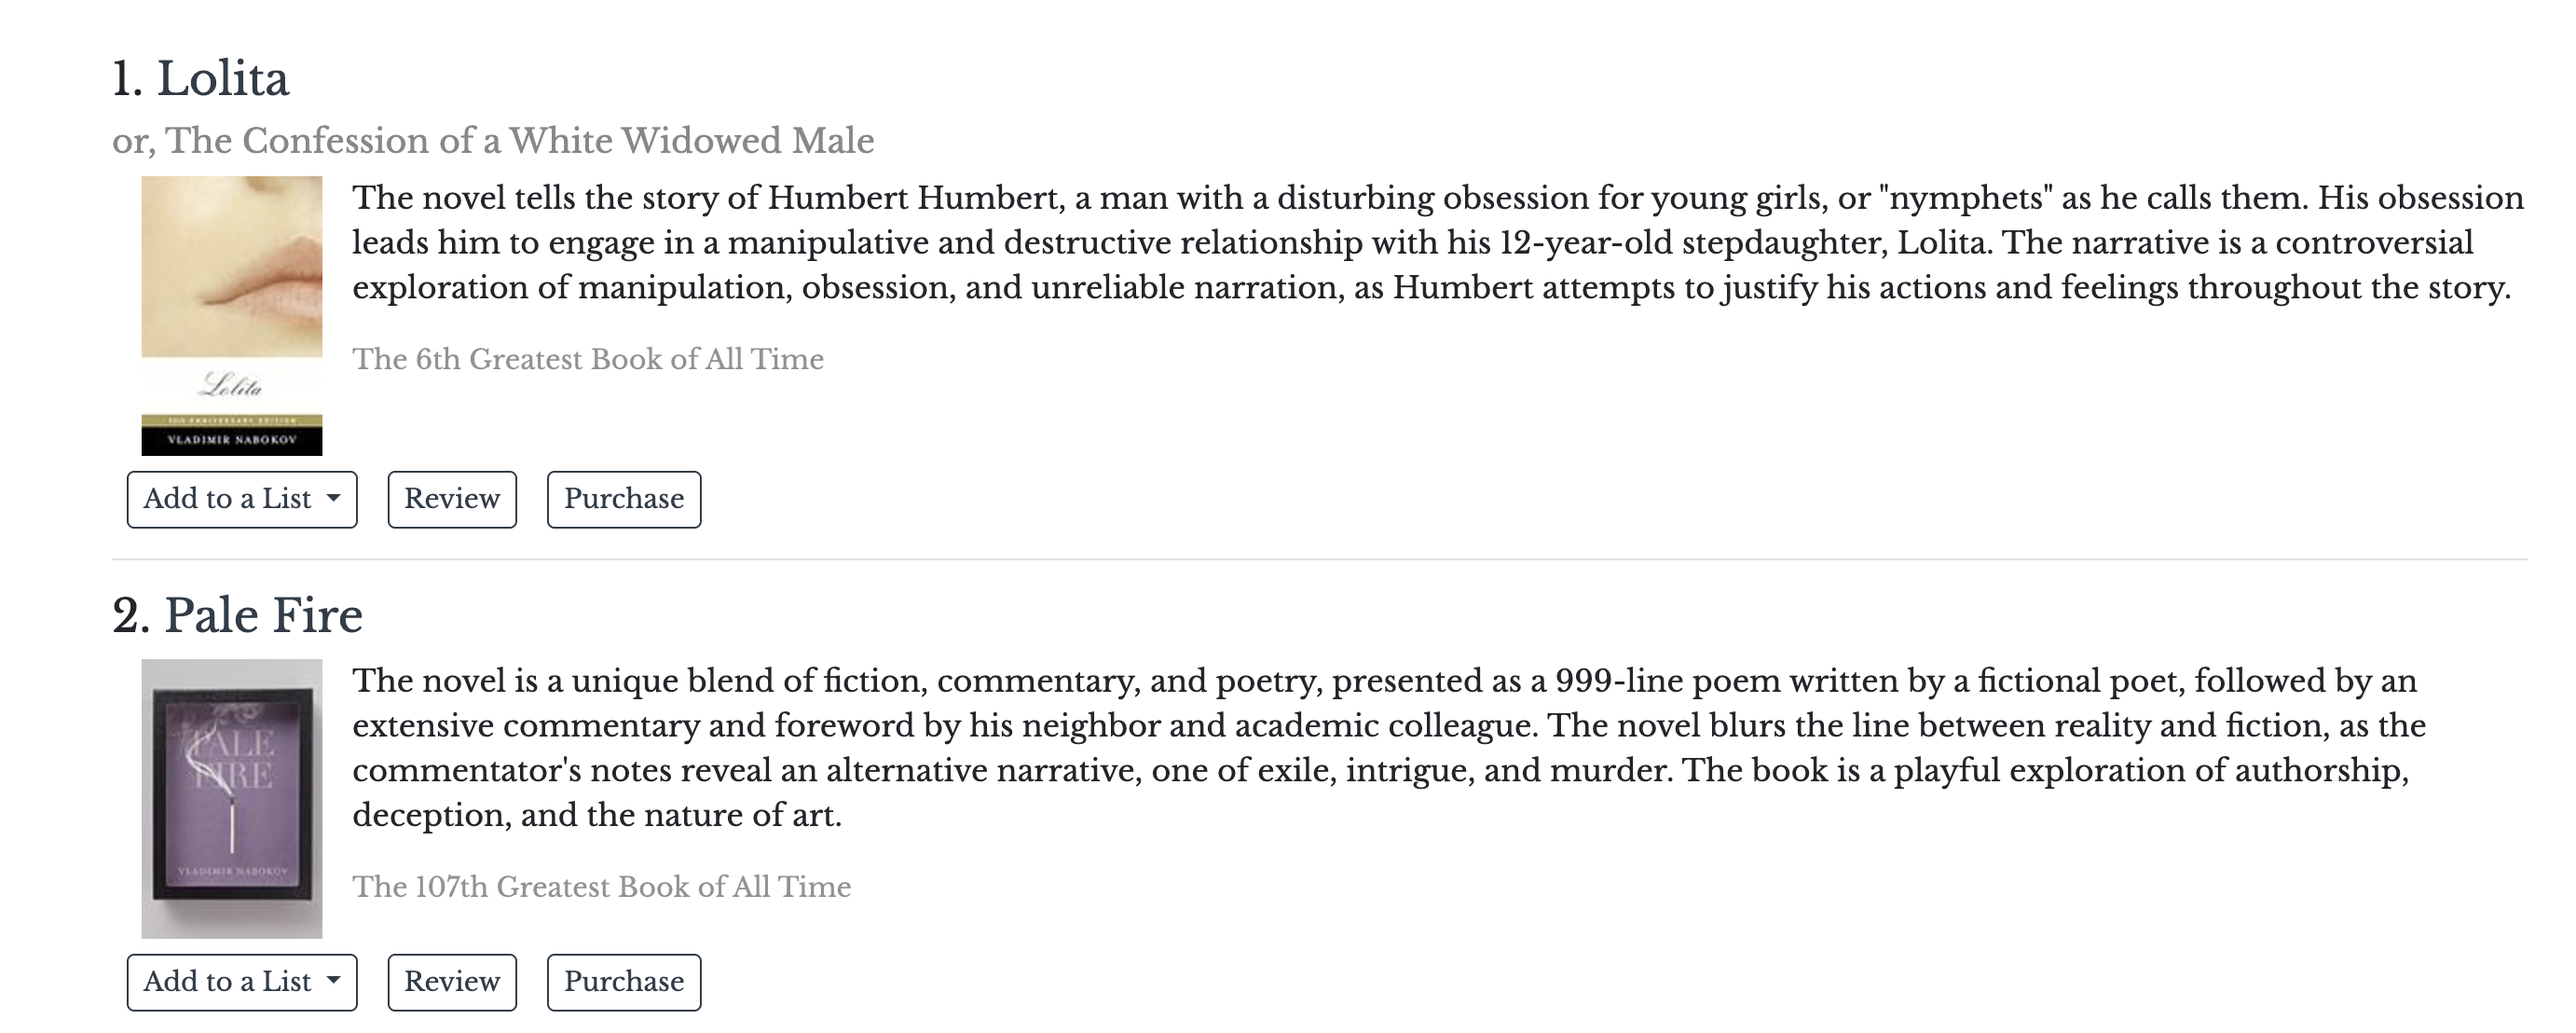 1. Lolita
or, The Confession of a White Widowed Male
The novel tells the story of Humbert Humbert, a man with a disturbing obsession for young girls, or "nymphets" as he calls them. His obsession
leads him to engage in a manipulative and destructive relationship with his 12-year-old stepdaughter, Lolita. The narrative is a controversial
exploration of manipulation, obsession, and unreliable narration, as Humbert attempts to justify his actions and feelings throughout the story.
The 6th Greatest Book of All Time
Lolita
50TH ANNIVERSARY EDITION
VLADIMIR NABOKOV
Add to a List Review Purchase
2. Pale Fire
The novel is a unique blend of fiction, commentary, and poetry, presented as a 999-line poem written by a fictional poet, followed by an
extensive commentary and foreword by his neighbor and academic colleague. The novel blurs the line between reality and fiction, as the
commentator's notes reveal an alternative narrative, one of exile, intrigue, and murder. The book is a playful exploration of authorship,
deception, and the nature of art.
The 107th Greatest Book of All Time
PALE
FIRE
VLADIMIR NABOKOV
Add to a List Review Purchase